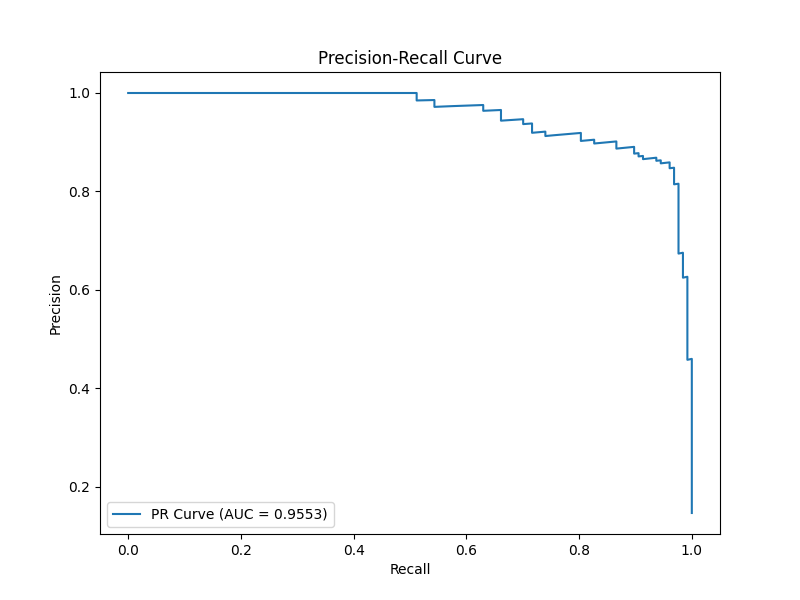 Precision-Recall Curve
1.0
0.8
0.6
0.4
0.2
Precision
PR Curve (AUC = 0.9553)
0.0 0.2 0.4 0.6 0.8 1.0
Recall